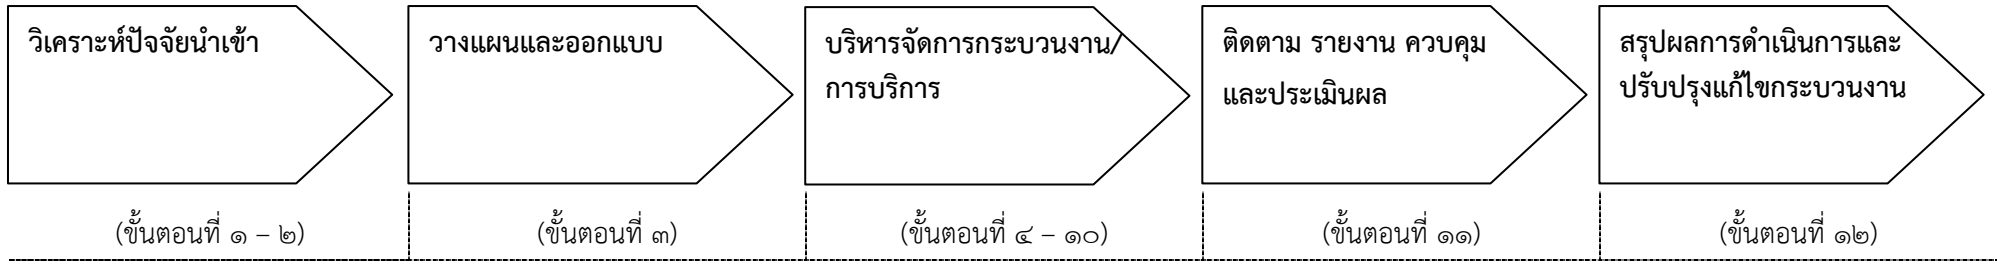 วิเคราะห์ปัจจัยนำเข้า
วางแผนและออกแบบ
บริหารจัดการกระบวนงาน/
การบริการ
ติดตาม รายงาน ควบคุม
และประเมินผล
สรุปผลการดำเนินการและ
ปรับปรุงแก้ไขกระบวนงาน
(ขั้นตอนที่ ๑ – ๒)
(ขั้นตอนที่ ๓)
(ขั้นตอนที่ ๔ – ๑๐)
(ขั้นตอนที่ ๑๑)
(ขั้นตอนที่ ๑๒)